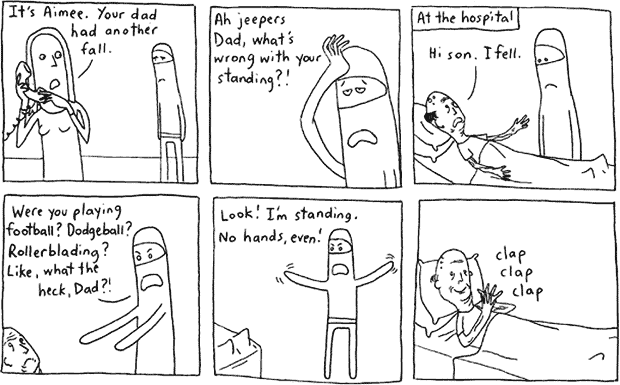 It's Aimee. Your dad
had another
fall.
Ah jeepers
Dad, what's
wrong with your
standing?!
At the hospital
Hi son. I fell.
Were you playing
football? Dodgeball?
Rollerblading?
Like, what the
heck, Dad?!
Look! I'm standing.
No hands, even!
clap
clap
clap